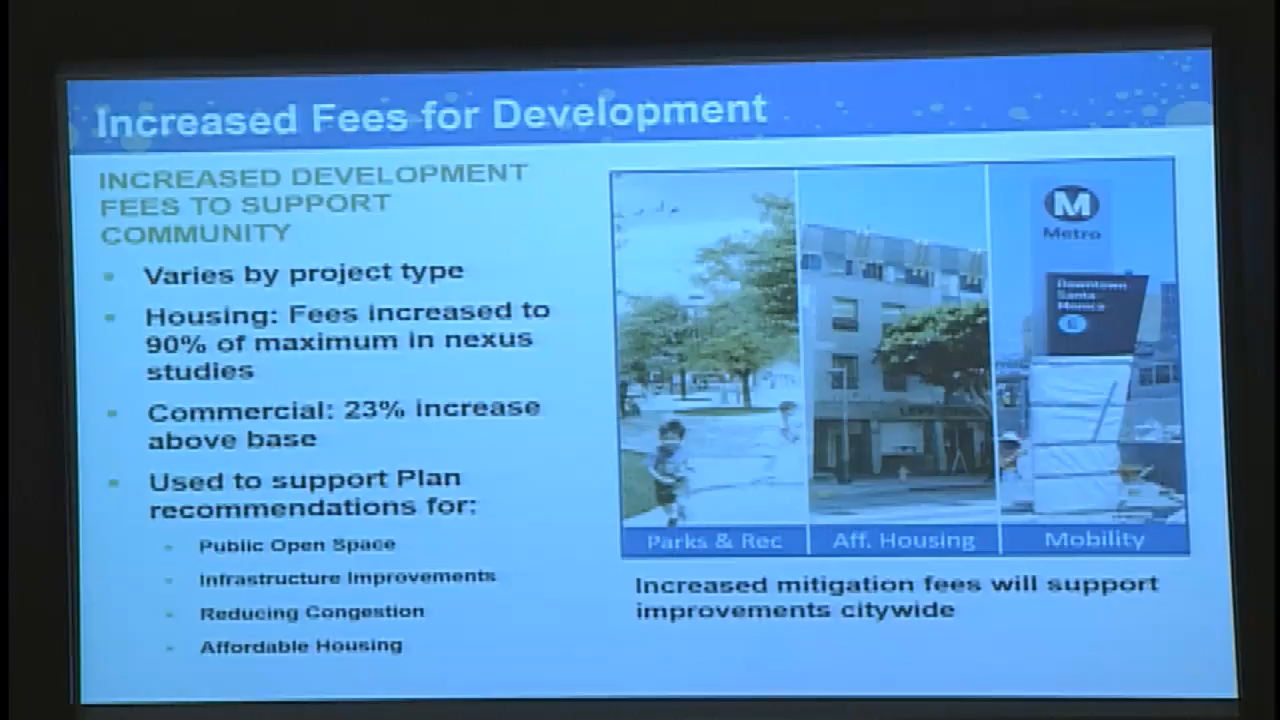 Increased Fees for Development
INCREASED DEVELOPMENT
FEES TO SUPPORT
COMMUNITY
Varies by project type
Housing: Fees increased to
90% of maximum in nexus
studies
Commercial: 23% increase
above base
Used to support Plan
recommendations for:
Public Open Space
Infrastructure Improvements
Reducing Congestion
Affordable Housing
M
Metro
Downtown
Santa
Monica
E
Parks & Rec
Aff. Housing
Mobility
Increased mitigation fees will support
improvements citywide